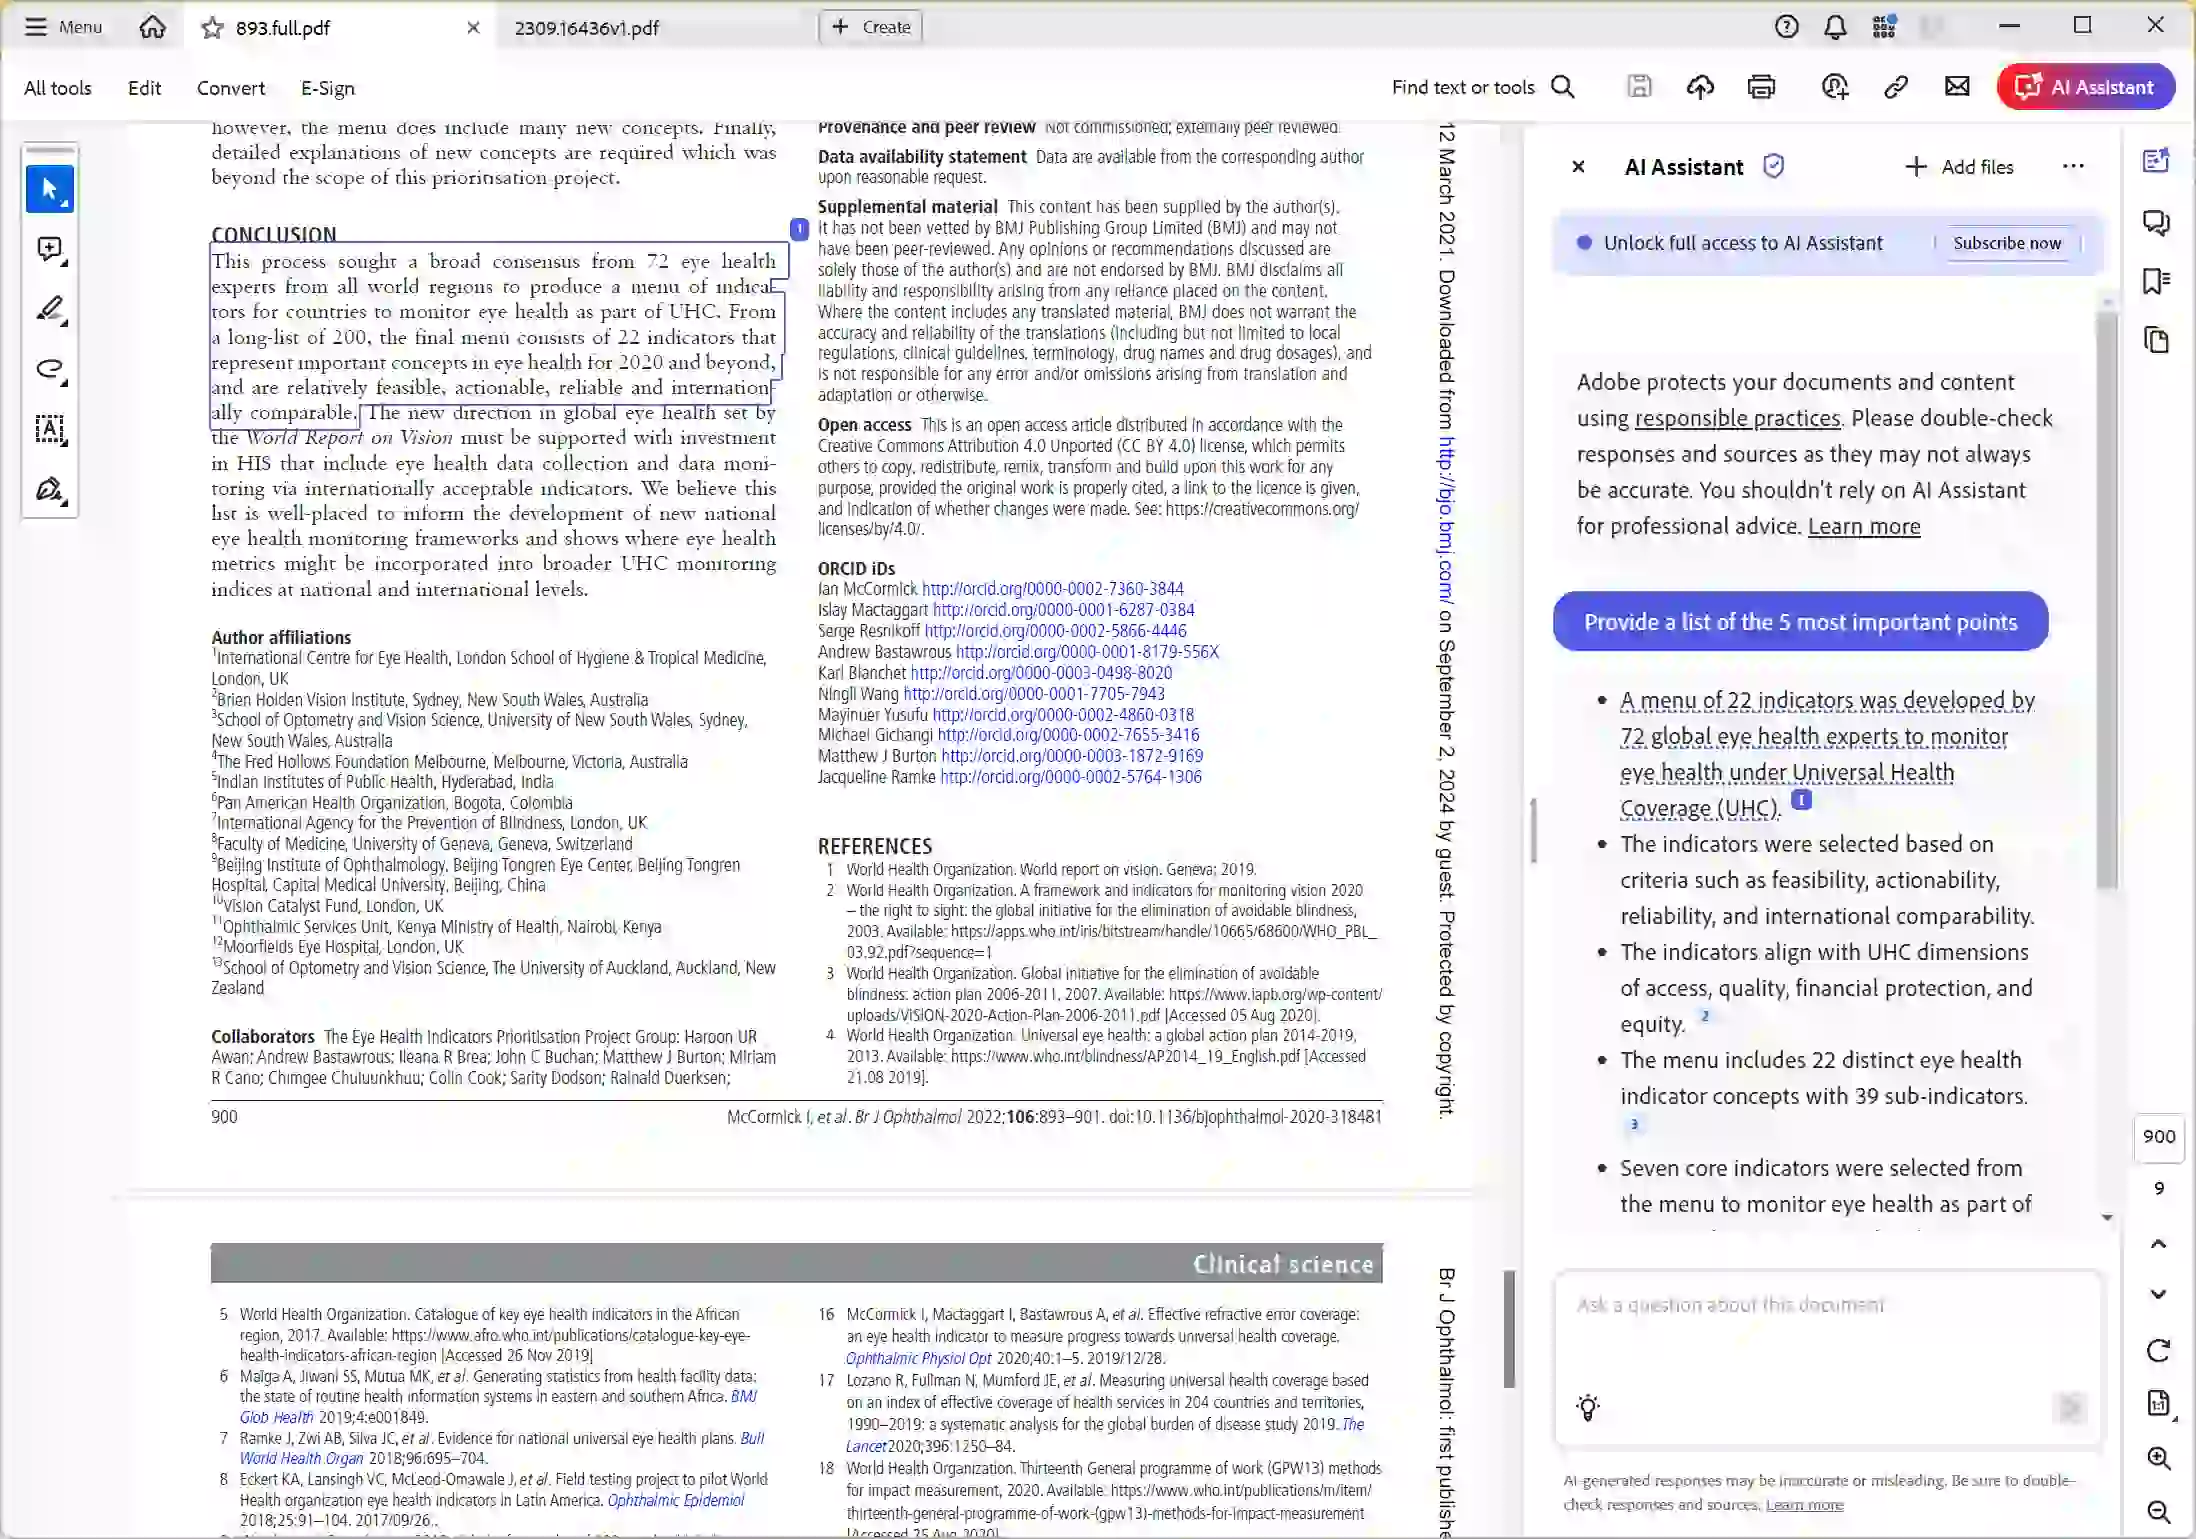 Menu
893.full.pdf
2309.16436v1.pdf
Create
All tools
Edit
Convert
E-Sign
Find text or tools
AI Assistant
however, the menu does include many new concepts. Finally,
detailed explanations of new concepts are required which was
beyond the scope of this prioritisation project.
CONCLUSION
This process sought a broad consensus from 72 eye health
experts from all world regions to produce a menu of indica-
tors for countries to monitor eye health as part of UHC. From
a long-list of 200, the final menu consists of 22 indicators that
represent important concepts in eye health for 2020 and beyond,
and are relatively feasible, actionable, reliable and internation-
ally comparable. The new direction in global eye health set by
the World Report on Vision must be supported with investment
in HIS that include eye health data collection and data moni-
toring via internationally acceptable indicators. We believe this
list is well-placed to inform the development of new national
eye health monitoring frameworks and shows where eye health
metrics might be incorporated into broader UHC monitoring
indices at national and international levels.
Author affiliations
1International Centre for Eye Health, London School of Hygiene & Tropical Medicine,
London, UK
2Brien Holden Vision Institute, Sydney, New South Wales, Australia
3School of Optometry and Vision Science, University of New South Wales, Sydney,
New South Wales, Australia
4The Fred Hollows Foundation Melbourne, Melbourne, Victoria, Australia
5Indian Institutes of Public Health, Hyderabad, India
6Pan American Health Organization, Bogota, Colombia
7International Agency for the Prevention of Blindness, London, UK
8Faculty of Medicine, University of Geneva, Geneva, Switzerland
9Beijing Institute of Ophthalmology, Beijing Tongren Eye Center, Beijing Tongren
Hospital, Capital Medical University, Beijing, China
10Vision Catalyst Fund, London, UK
11Ophthalmic Services Unit, Kenya Ministry of Health, Nairobi, Kenya
12Moorfields Eye Hospital, London, UK
13School of Optometry and Vision Science, The University of Auckland, Auckland, New
Zealand
Collaborators The Eye Health Indicators Prioritisation Project Group: Haroon UR
Awan; Andrew Bastawrous; Ileana R Brea; John C Buchan; Matthew J Burton; Miriam
R Cano; Chimgee Chuluunkhuu; Colin Cook; Sarity Dodson; Rainald Duerksen;
1
Provenance and peer review Not commissioned; externally peer reviewed.
Data availability statement Data are available from the corresponding author
upon reasonable request.
Supplemental material This content has been supplied by the author(s).
It has not been vetted by BMJ Publishing Group Limited (BMJ) and may not
have been peer-reviewed. Any opinions or recommendations discussed are
solely those of the author(s) and are not endorsed by BMJ. BMJ disclaims all
liability and responsibility arising from any reliance placed on the content.
Where the content includes any translated material, BMJ does not warrant the
accuracy and reliability of the translations (including but not limited to local
regulations, clinical guidelines, terminology, drug names and drug dosages), and
is not responsible for any error and/or omissions arising from translation and
adaptation or otherwise.
Open access This is an open access article distributed in accordance with the
Creative Commons Attribution 4.0 Unported (CC BY 4.0) license, which permits
others to copy, redistribute, remix, transform and build upon this work for any
purpose, provided the original work is properly cited, a link to the licence is given,
and indication of whether changes were made. See: https://creativecommons.org/
licenses/by/4.0/.
ORCID iDs
Ian McCormick http://orcid.org/0000-0002-7360-3844
Islay Mactaggart http://orcid.org/0000-0001-6287-0384
Serge Resnikoff http://orcid.org/0000-0002-5866-4446
Andrew Bastawrous http://orcid.org/0000-0001-8179-556X
Karl Blanchet http://orcid.org/0000-0003-0498-8020
Ningli Wang http://orcid.org/0000-0001-7705-7943
Mayinuer Yusufu http://orcid.org/0000-0002-4860-0318
Michael Gichangi http://orcid.org/0000-0002-7655-3416
Matthew J Burton http://orcid.org/0000-0003-1872-9169
Jacqueline Ramke http://orcid.org/0000-0002-5764-1306
REFERENCES
1 World Health Organization. World report on vision. Geneva; 2019.
2 World Health Organization. A framework and indicators for monitoring vision 2020
– the right to sight: the global initiative for the elimination of avoidable blindness,
2003. Available: https://apps.who.int/iris/bitstream/handle/10665/68600/WHO_PBL_
03.92.pdf?sequence=1
3 World Health Organization. Global initiative for the elimination of avoidable
blindness: action plan 2006-2011, 2007. Available: https://www.iapb.org/wp-content/
uploads/VISION-2020-Action-Plan-2006-2011.pdf [Accessed 05 Aug 2020].
4 World Health Organization. Universal eye health: a global action plan 2014-2019,
2013. Available: https://www.who.int/blindness/AP2014_19_English.pdf [Accessed
21.08 2019].
900
McCormick I, et al. Br J Ophthalmol 2022;106:893–901. doi:10.1136/bjophthalmol-2020-318481
12 March 2021. Downloaded from http://bjo.bmj.com/ on September 2, 2024 by guest. Protected by copyright.
Clinical science
5 World Health Organization. Catalogue of key eye health indicators in the African
region, 2017. Available: https://www.afro.who.int/publications/catalogue-key-eye-
health-indicators-african-region [Accessed 26 Nov 2019]
6 Maïga A, Jiwani SS, Mutua MK, et al. Generating statistics from health facility data:
the state of routine health information systems in eastern and southern Africa. BMJ
Glob Health 2019;4:e001849.
7 Ramke J, Zwi AB, Silva JC, et al. Evidence for national universal eye health plans. Bull
World Health Organ 2018;96:695–704.
8 Eckert KA, Lansingh VC, McLeod-Omawale J, et al. Field testing project to pilot World
Health organization eye health indicators in Latin America. Ophthalmic Epidemiol
2018;25:91–104. 2017/09/26..
16 McCormick I, Mactaggart I, Bastawrous A, et al. Effective refractive error coverage:
an eye health indicator to measure progress towards universal health coverage.
Ophthalmic Physiol Opt 2020;40:1–5. 2019/12/28.
17 Lozano R, Fullman N, Mumford JE, et al. Measuring universal health coverage based
on an index of effective coverage of health services in 204 countries and territories,
1990–2019: a systematic analysis for the global burden of disease study 2019. The
Lancet 2020;396:1250–84.
18 World Health Organization. Thirteenth General programme of work (GPW13) methods
for impact measurement, 2020. Available: https://www.who.int/publications/m/item/
thirteenth-general-programme-of-work-(gpw13)-methods-for-impact-measurement
[Accessed 25 Aug 2020]
Br J Ophthalmol: first publishe
AI Assistant
Add files
Unlock full access to AI Assistant
Subscribe now
Adobe protects your documents and content
using responsible practices. Please double-check
responses and sources as they may not always
be accurate. You shouldn't rely on AI Assistant
for professional advice. Learn more
Provide a list of the 5 most important points
• A menu of 22 indicators was developed by
72 global eye health experts to monitor
eye health under Universal Health
Coverage (UHC). 1
• The indicators were selected based on
criteria such as feasibility, actionability,
reliability, and international comparability.
• The indicators align with UHC dimensions
of access, quality, financial protection, and
equity. 2
• The menu includes 22 distinct eye health
indicator concepts with 39 sub-indicators.
3
• Seven core indicators were selected from
the menu to monitor eye health as part of
Ask a question about this document
AI-generated responses may be inaccurate or misleading. Be sure to double-
check responses and sources. Learn more
900
9